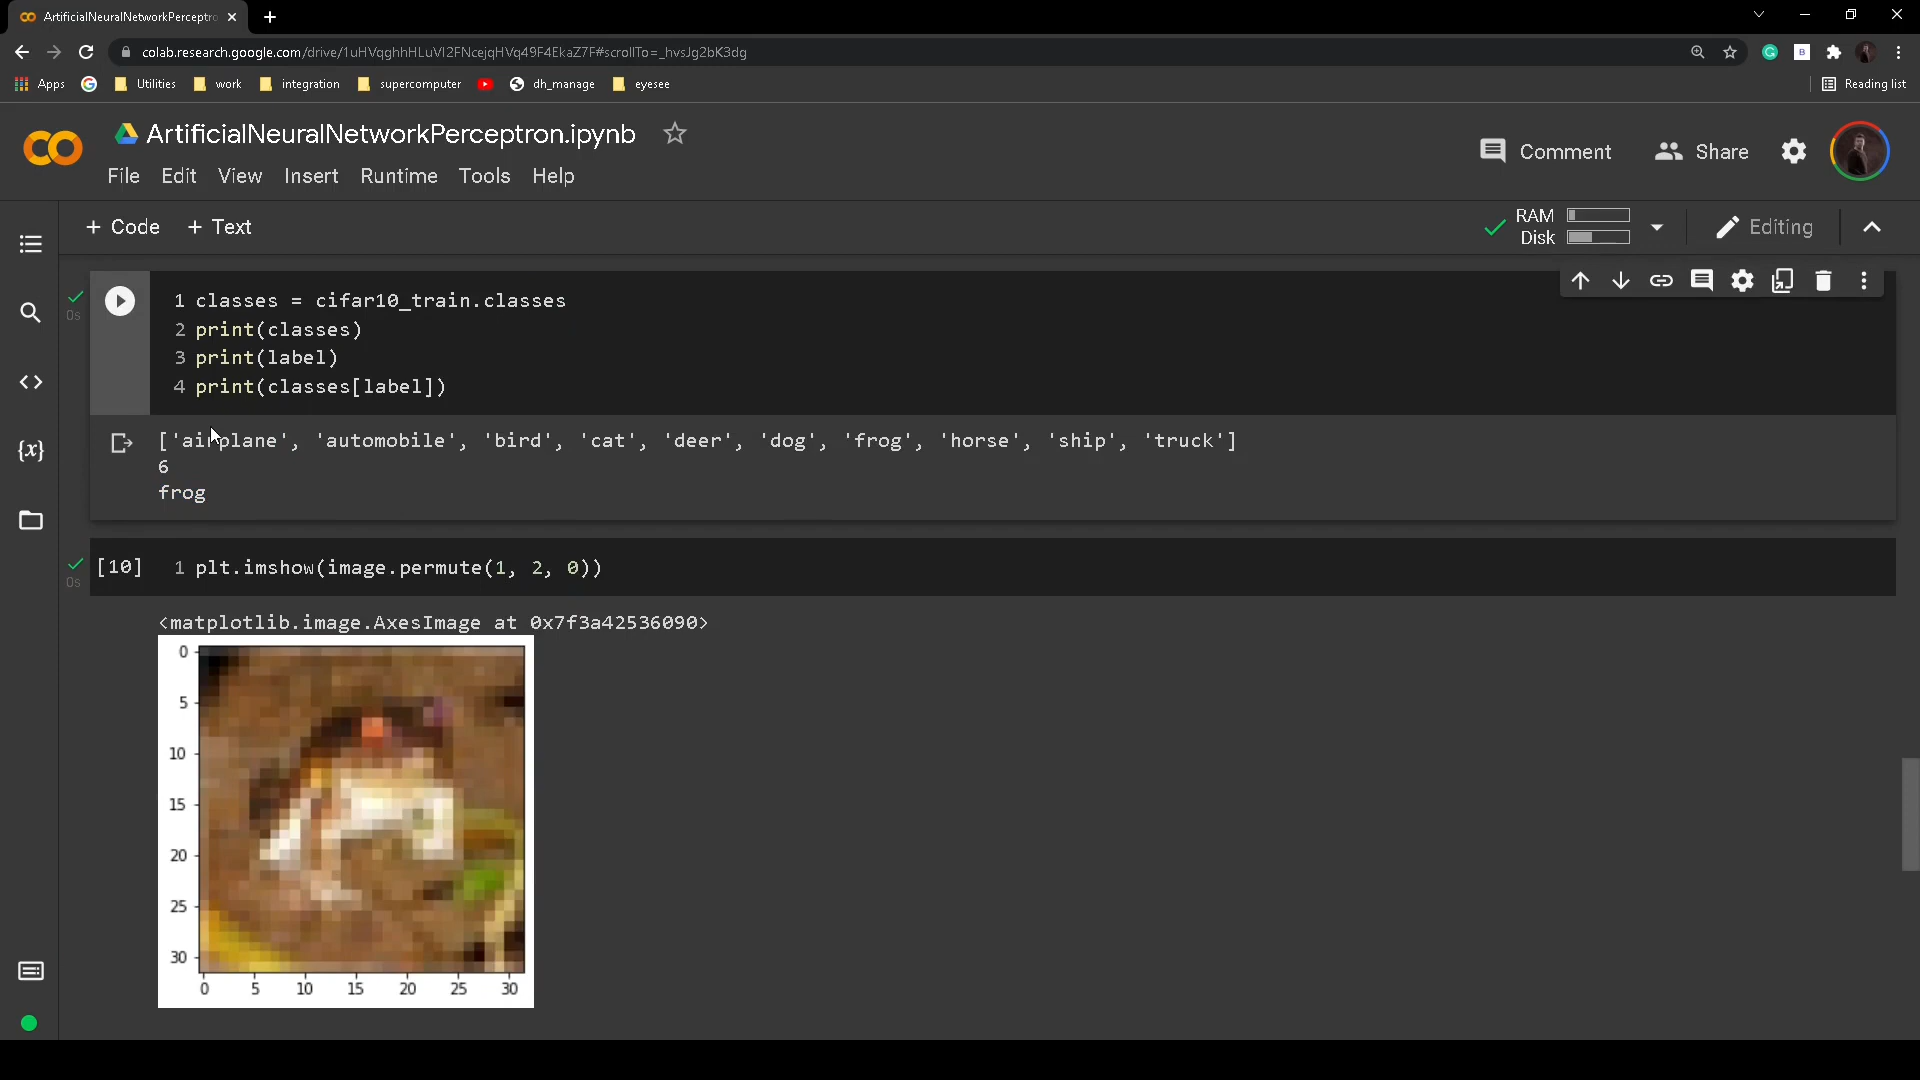 ArtificialNeuralNetworkPerceptro
colab.research.google.com/drive/1uHVqghhHLuVI2FNcejqHVq49F4EkaZ7F#scrollTo=_hvsJg2bK3dg
Apps Utilities work integration supercomputer dh_manage eyesee Reading list
ArtificialNeuralNetworkPerceptron.ipynb
Comment Share
File Edit View Insert Runtime Tools Help
+ Code + Text
RAM
Disk
Editing
1 classes = cifar10_train.classes
0s
2 print(classes)
3 print(label)
4 print(classes[label])
['airplane', 'automobile', 'bird', 'cat', 'deer', 'dog', 'frog', 'horse', 'ship', 'truck']
{x}
6
frog
[10] 1 plt.imshow(image.permute(1, 2, 0))
0s
<matplotlib.image.AxesImage at 0x7f3a42536090>
0
5
10
15
20
25
30
0 5 10 15 20 25 30